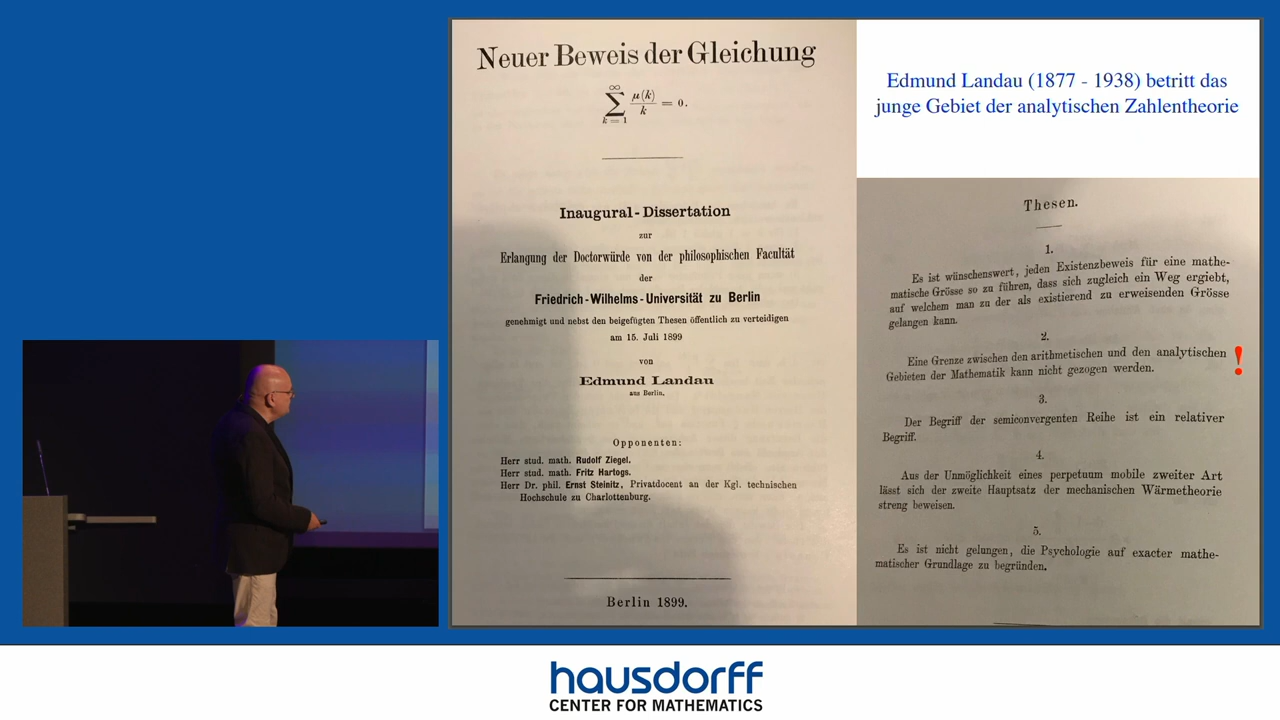 Neuer Beweis der Gleichung
∞
∑ μ(k)/k = 0.
k = 1
Inaugural-Dissertation
zur
Erlangung der Doctorwürde von der philosophischen Facultät
der
Friedrich-Wilhelms-Universität zu Berlin
genehmigt und nebst den beigefügten Thesen öffentlich zu verteidigen
am 15. Juli 1899
von
Edmund Landau
aus Berlin.
Opponenten:
Herr stud. math. Rudolf Ziegel.
Herr stud. math. Fritz Hartogs.
Herr Dr. phil. Ernst Steinitz, Privatdocent an der Kgl. technischen
Hochschule zu Charlottenburg.
Berlin 1899.
Edmund Landau (1877 - 1938) betritt das
junge Gebiet der analytischen Zahlentheorie
Thesen.
1.
Es ist wünschenswert, jeden Existenzbeweis für eine mathe-
matische Grösse so zu führen, dass sich zugleich ein Weg ergiebt,
auf welchem man zu der als existierend zu erweisenden Grösse
gelangen kann.
2.
Eine Grenze zwischen den arithmetischen und den analytischen
Gebieten der Mathematik kann nicht gezogen werden.
!
3.
Der Begriff der semiconvergenten Reihe ist ein relativer
Begriff.
4.
Aus der Unmöglichkeit eines perpetuum mobile zweiter Art
lässt sich der zweite Hauptsatz der mechanischen Wärmetheorie
streng beweisen.
5.
Es ist nicht gelungen, die Psychologie auf exacter mathe-
matischer Grundlage zu begründen.
hausdorff
CENTER FOR MATHEMATICS